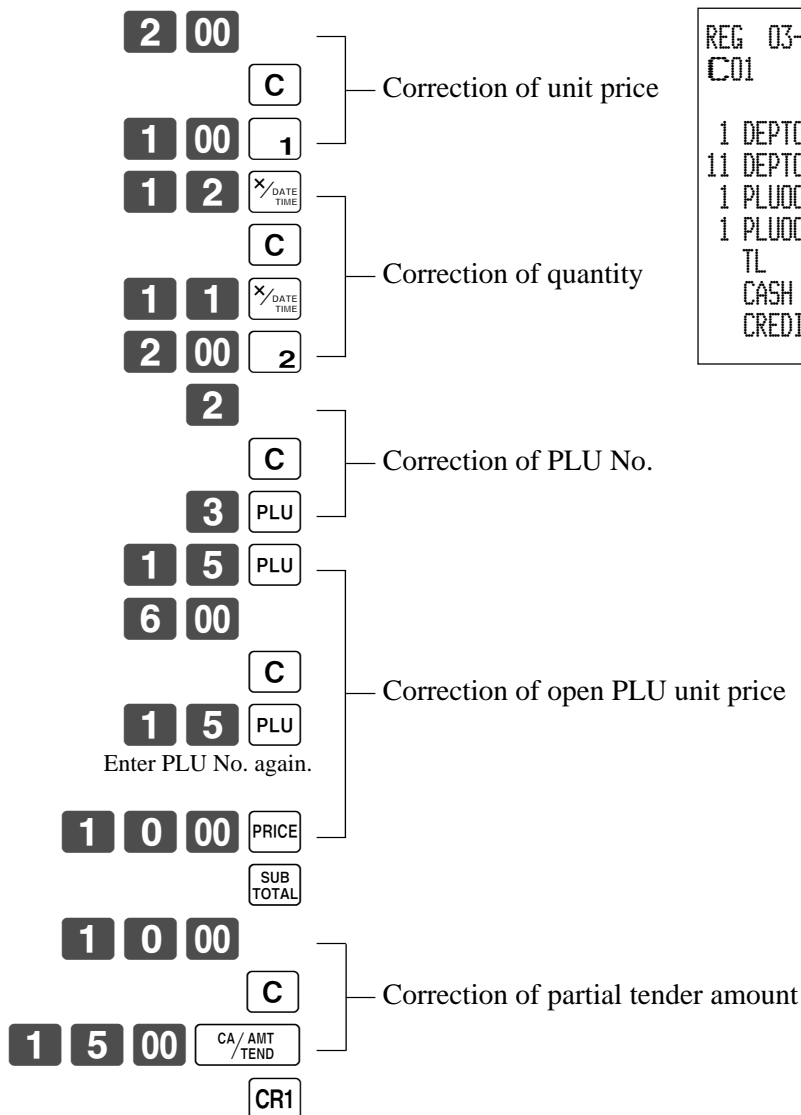 2 00
C
Correction of unit price
1 00 1
1 2 ×/DATE TIME
C
Correction of quantity
1 1 ×/DATE TIME
2 00 2
2
C
Correction of PLU No.
3 PLU
1 5 PLU
6 00
C
Correction of open PLU unit price
1 5 PLU
Enter PLU No. again.
1 0 00 PRICE
SUB TOTAL
1 0 00
C
Correction of partial tender amount
1 5 00 CA/AMT TEND
CR1
REG 03-
C01
1 DEPT0
11 DEPT0
1 PLU00
1 PLU00
TL
CASH
CREDI